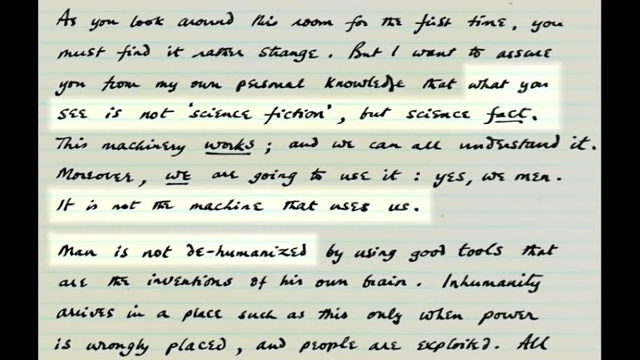 As you look around this room for the first time, you
must find it rather strange. But I want to assure
you from my own personal knowledge that what you
see is not 'science fiction', but science fact.
This machinery works; and we can all understand it.
Moreover, we are going to use it: yes, we men.
It is not the machine that uses us.
Man is not de-humanized by using good tools that
are the inventions of his own brain. Inhumanity
arrives in a place such as this only when power
is wrongly placed, and people are exploited. All